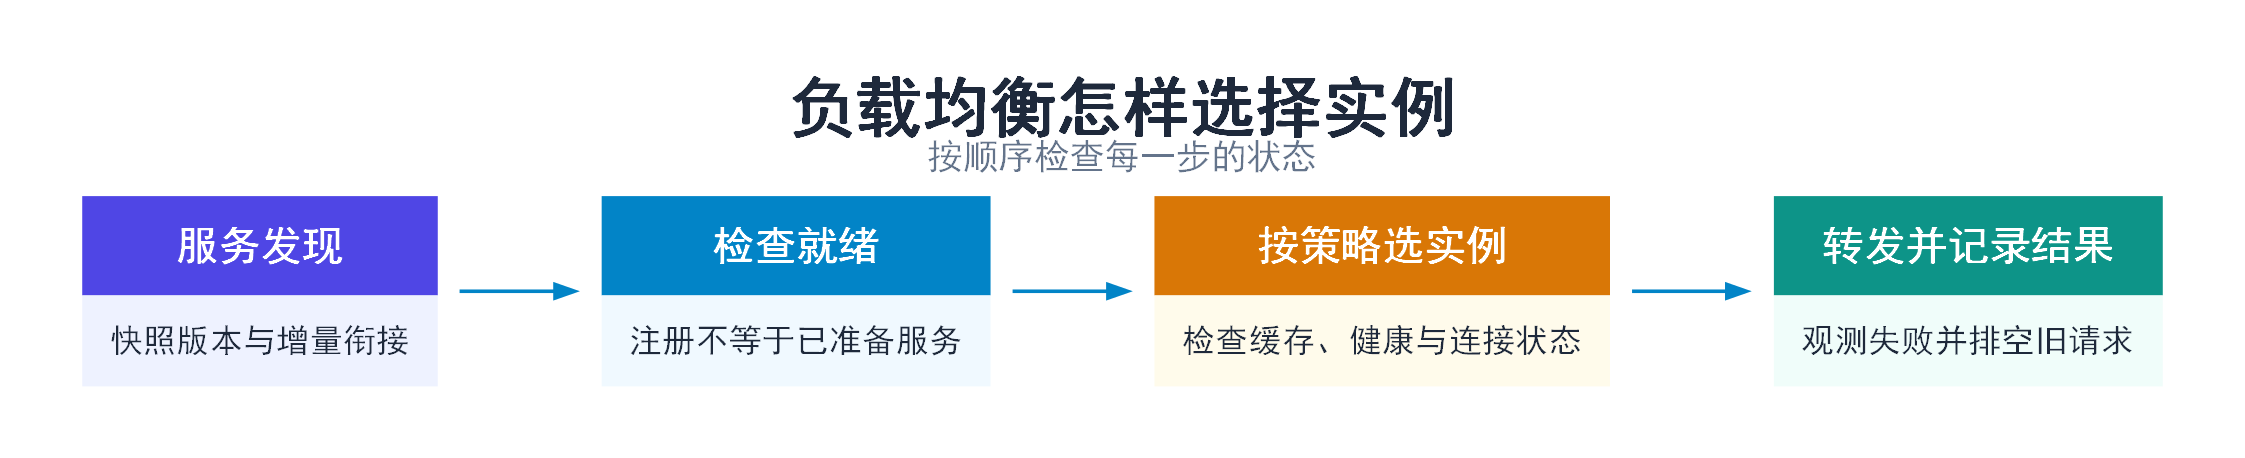 负载均衡怎样选择实例
按顺序检查每一步的状态
服务发现
快照版本与增量衔接
检查就绪
注册不等于已准备服务
按策略选实例
检查缓存、健康与连接状态
转发并记录结果
观测失败并排空旧请求